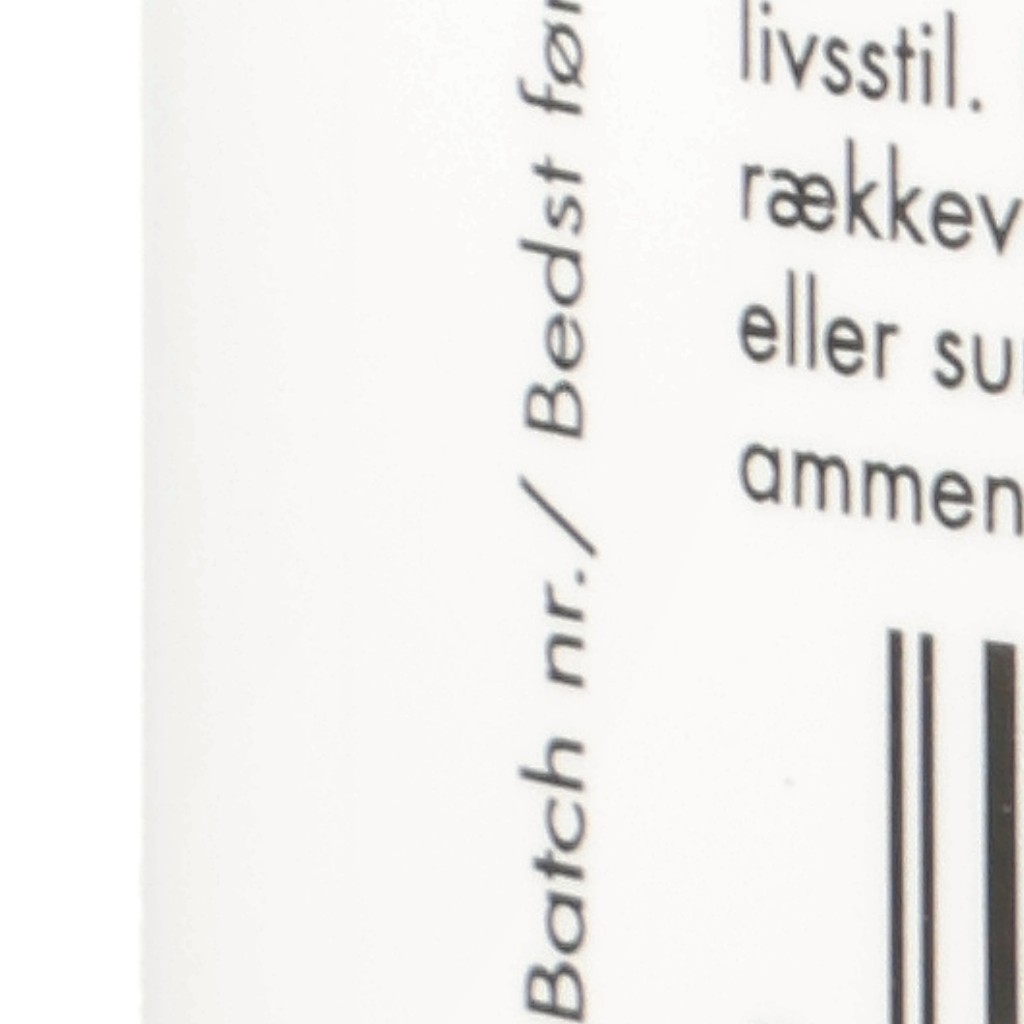 Batch nr./ Bedst før
livsstil.
rækkev
eller su
ammen